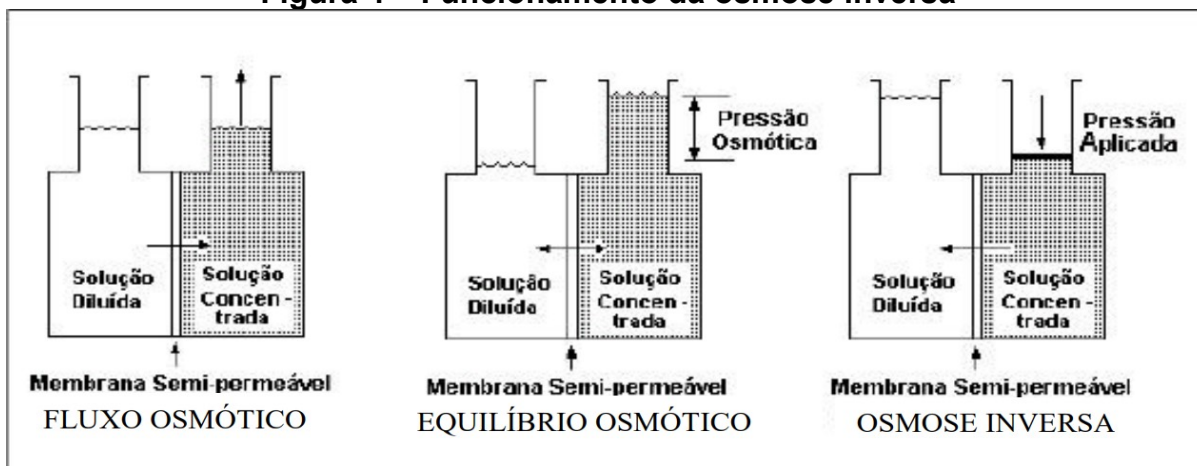 Figura 4 – Funcionamento da osmose inversa
Solução
Diluída
Solução
Concen-
trada
Membrana Semi-permeável
FLUXO OSMÓTICO
Pressão
Osmótica
Solução
Diluída
Solução
Concen-
trada
Membrana Semi-permeável
EQUILÍBRIO OSMÓTICO
Pressão
Aplicada
Solução
Diluída
Solução
Concen-
trada
Membrana Semi-permeável
OSMOSE INVERSA